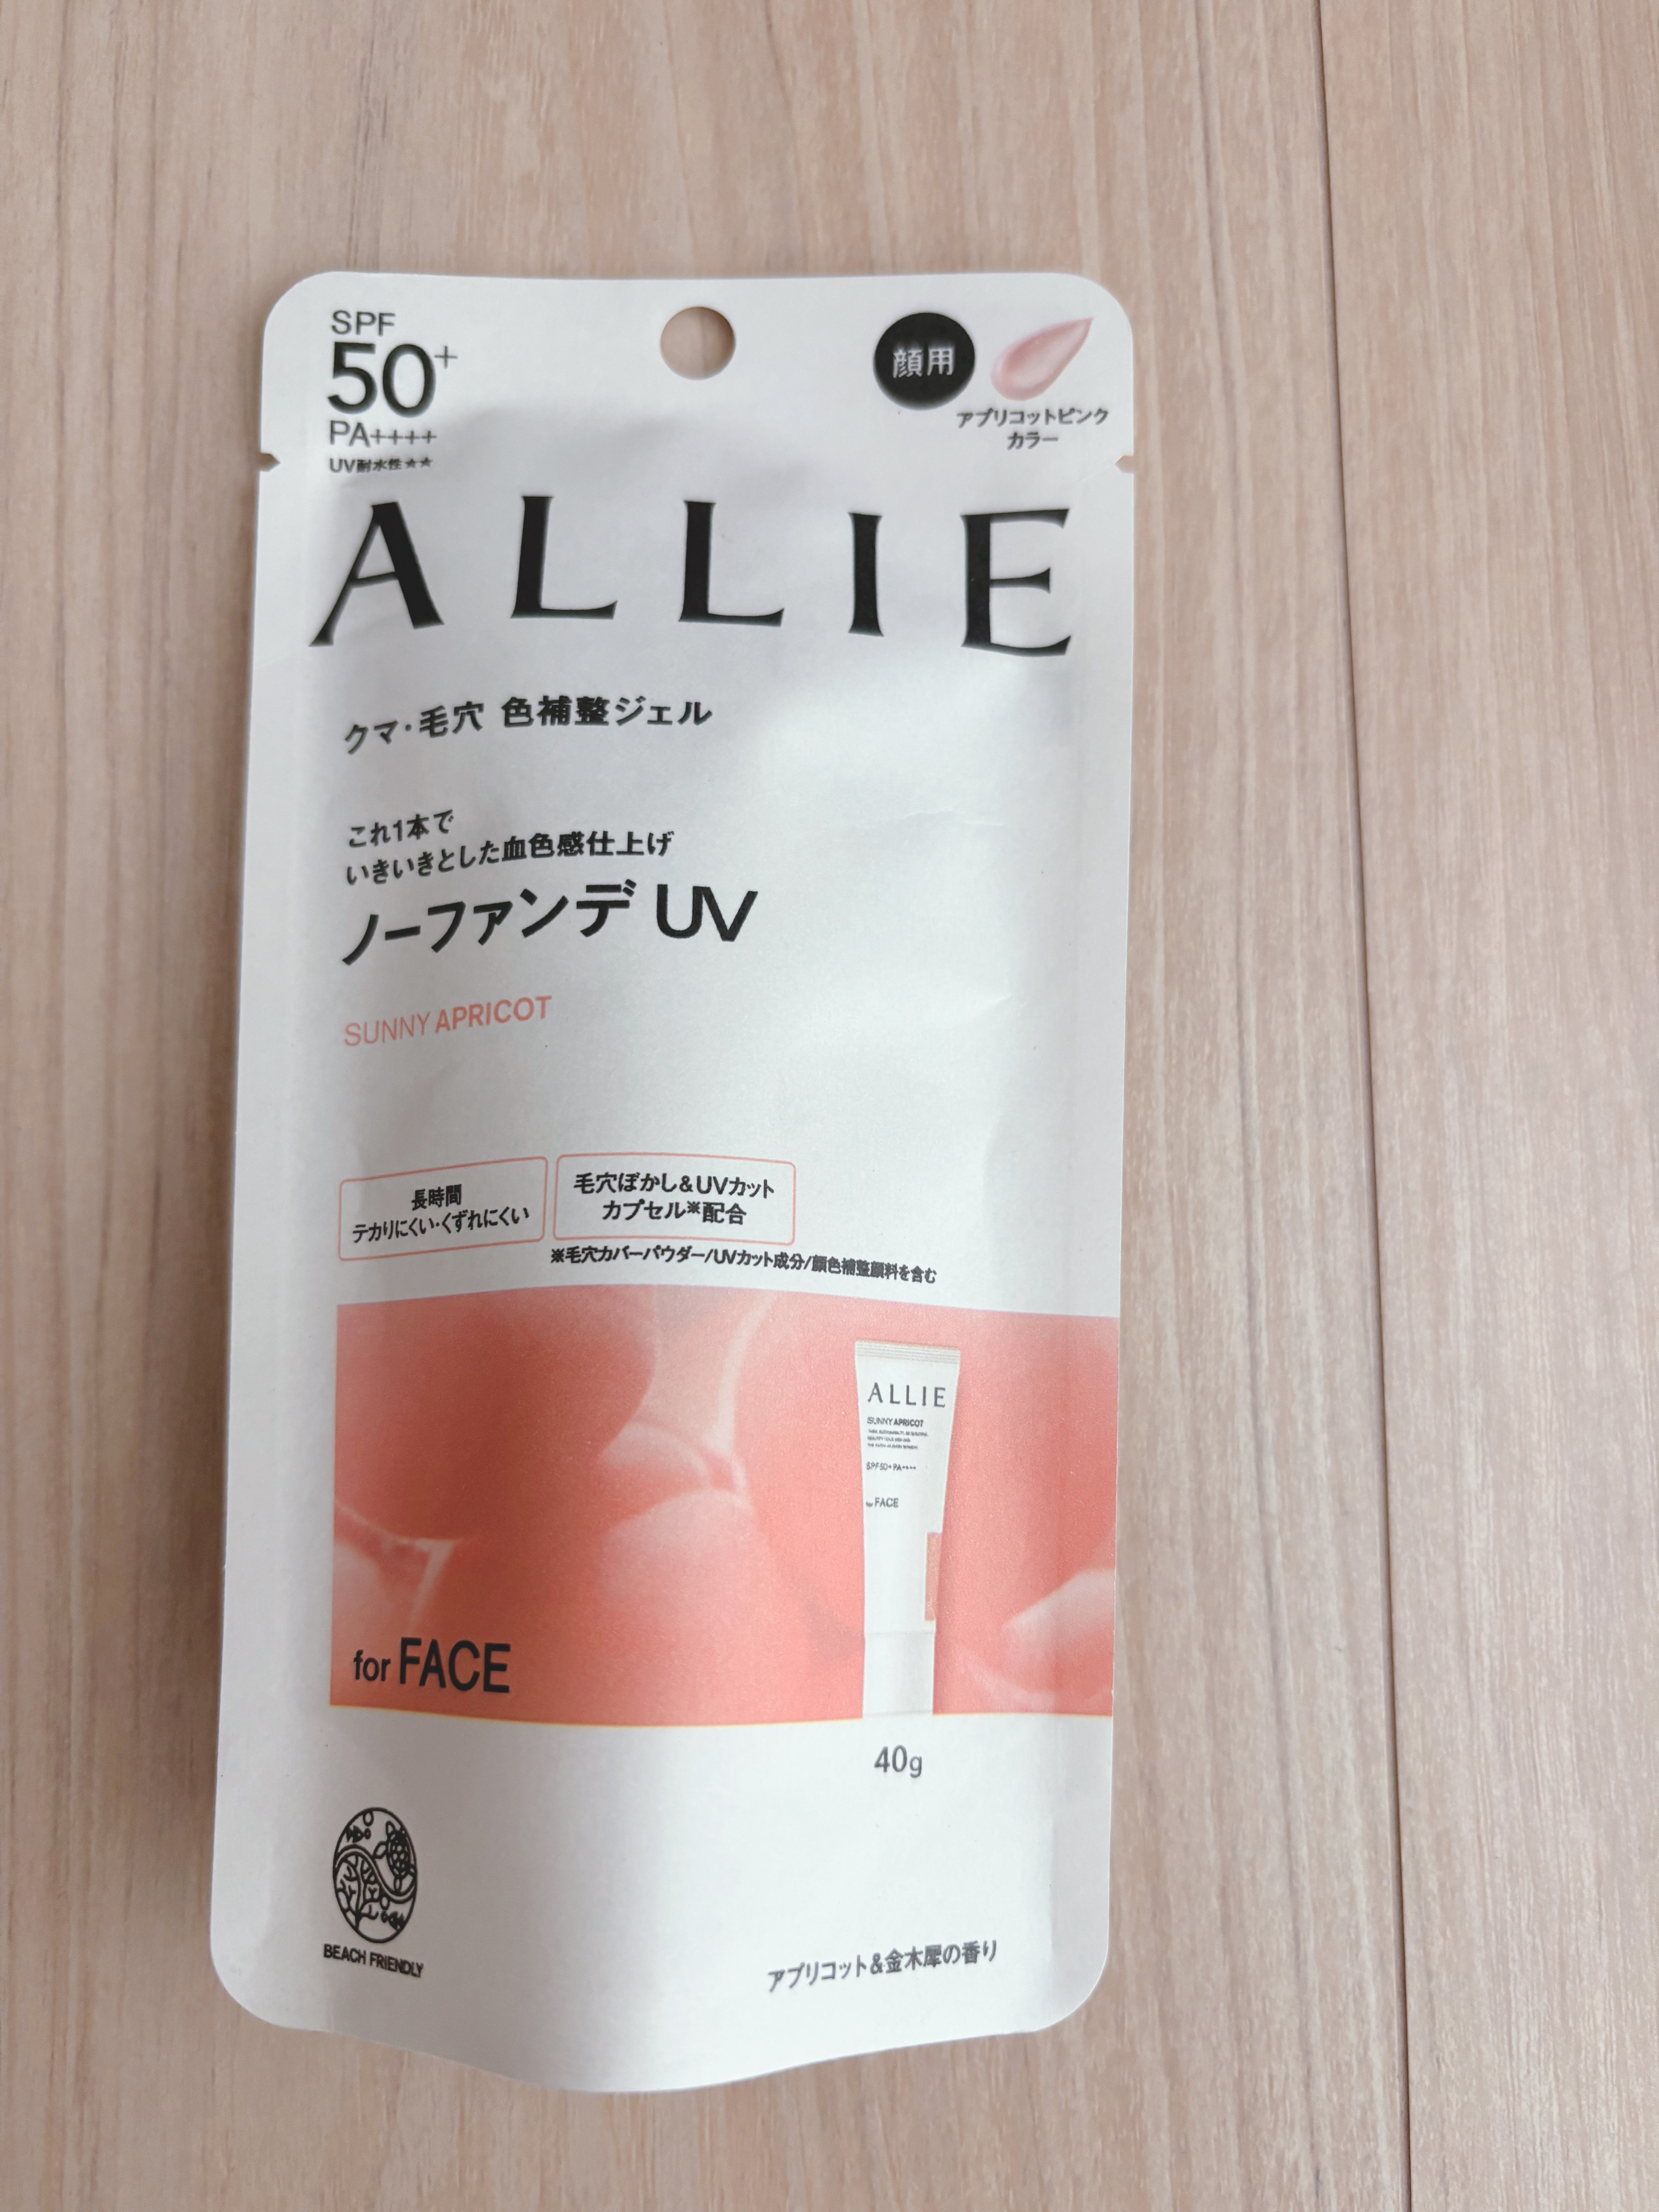 SPF
50+
PA++++
UV耐水性★★
顔用
アプリコットピンク
カラー
ALLIE
クマ・毛穴 色補整ジェル
これ1本で
いきいきとした血色感仕上げ
ノーファンデ UV
SUNNY APRICOT
長時間
テカりにくい・くずれにくい
毛穴ぼかし&UVカット
カプセル※配合
※毛穴カバーパウダー/UVカット成分/顔色補整顔料を含む
ALLIE
SUNNY APRICOT
SPF50+ PA++++
for FACE
for FACE
40g
BEACH FRIENDLY
アプリコット&金木犀の香り